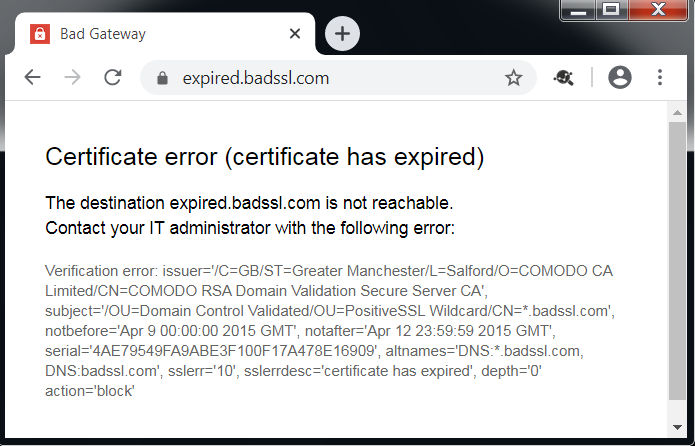 Bad Gateway
expired.badssl.com
Certificate error (certificate has expired)
The destination expired.badssl.com is not reachable.
Contact your IT administrator with the following error:
Verification error: issuer='/C=GB/ST=Greater Manchester/L=Salford/O=COMODO CA
Limited/CN=COMODO RSA Domain Validation Secure Server CA',
subject='/OU=Domain Control Validated/OU=PositiveSSL Wildcard/CN=*.badssl.com',
notbefore='Apr 9 00:00:00 2015 GMT', notafter='Apr 12 23:59:59 2015 GMT',
serial='4AE79549FA9ABE3F100F17A478E16909', altnames='DNS:*.badssl.com,
DNS:badssl.com', sslerr='10', sslerrdesc='certificate has expired', depth='0'
action='block'